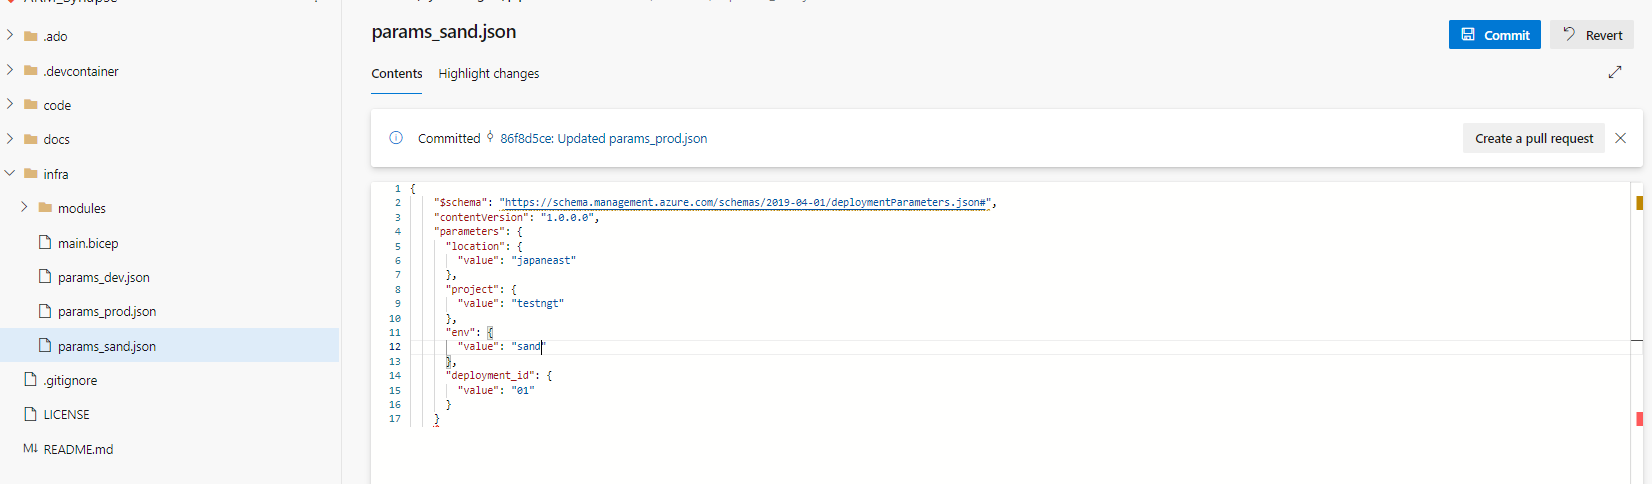 ARM_Synapse
.ado
.devcontainer
code
docs
infra
modules
main.bicep
params_dev.json
params_prod.json
params_sand.json
.gitignore
LICENSE
M↓ README.md
params_sand.json
Commit
Revert
Contents
Highlight changes
Committed 86f8d5ce: Updated params_prod.json
Create a pull request
1 {
2 "$schema": "https://schema.management.azure.com/schemas/2019-04-01/deploymentParameters.json#",
3 "contentVersion": "1.0.0.0",
4 "parameters": {
5 "location": {
6 "value": "japaneast"
7 },
8 "project": {
9 "value": "testngt"
10 },
11 "env": {
12 "value": "sand"
13 },
14 "deployment_id": {
15 "value": "01"
16 }
17 }